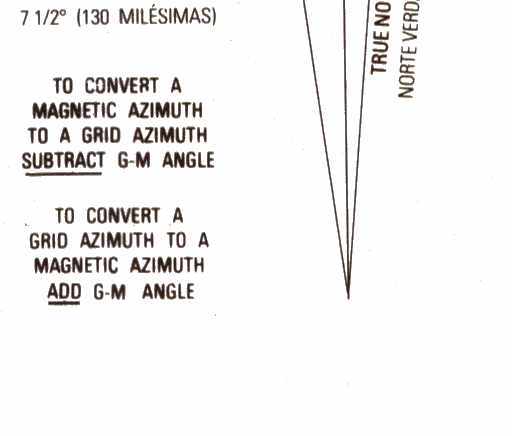 7 1/2° (130 MILÉSIMAS)
TO CONVERT A
MAGNETIC AZIMUTH
TO A GRID AZIMUTH
SUBTRACT G-M ANGLE
TO CONVERT A
GRID AZIMUTH TO A
MAGNETIC AZIMUTH
ADD G-M ANGLE
TRUE NO
NORTE VERD